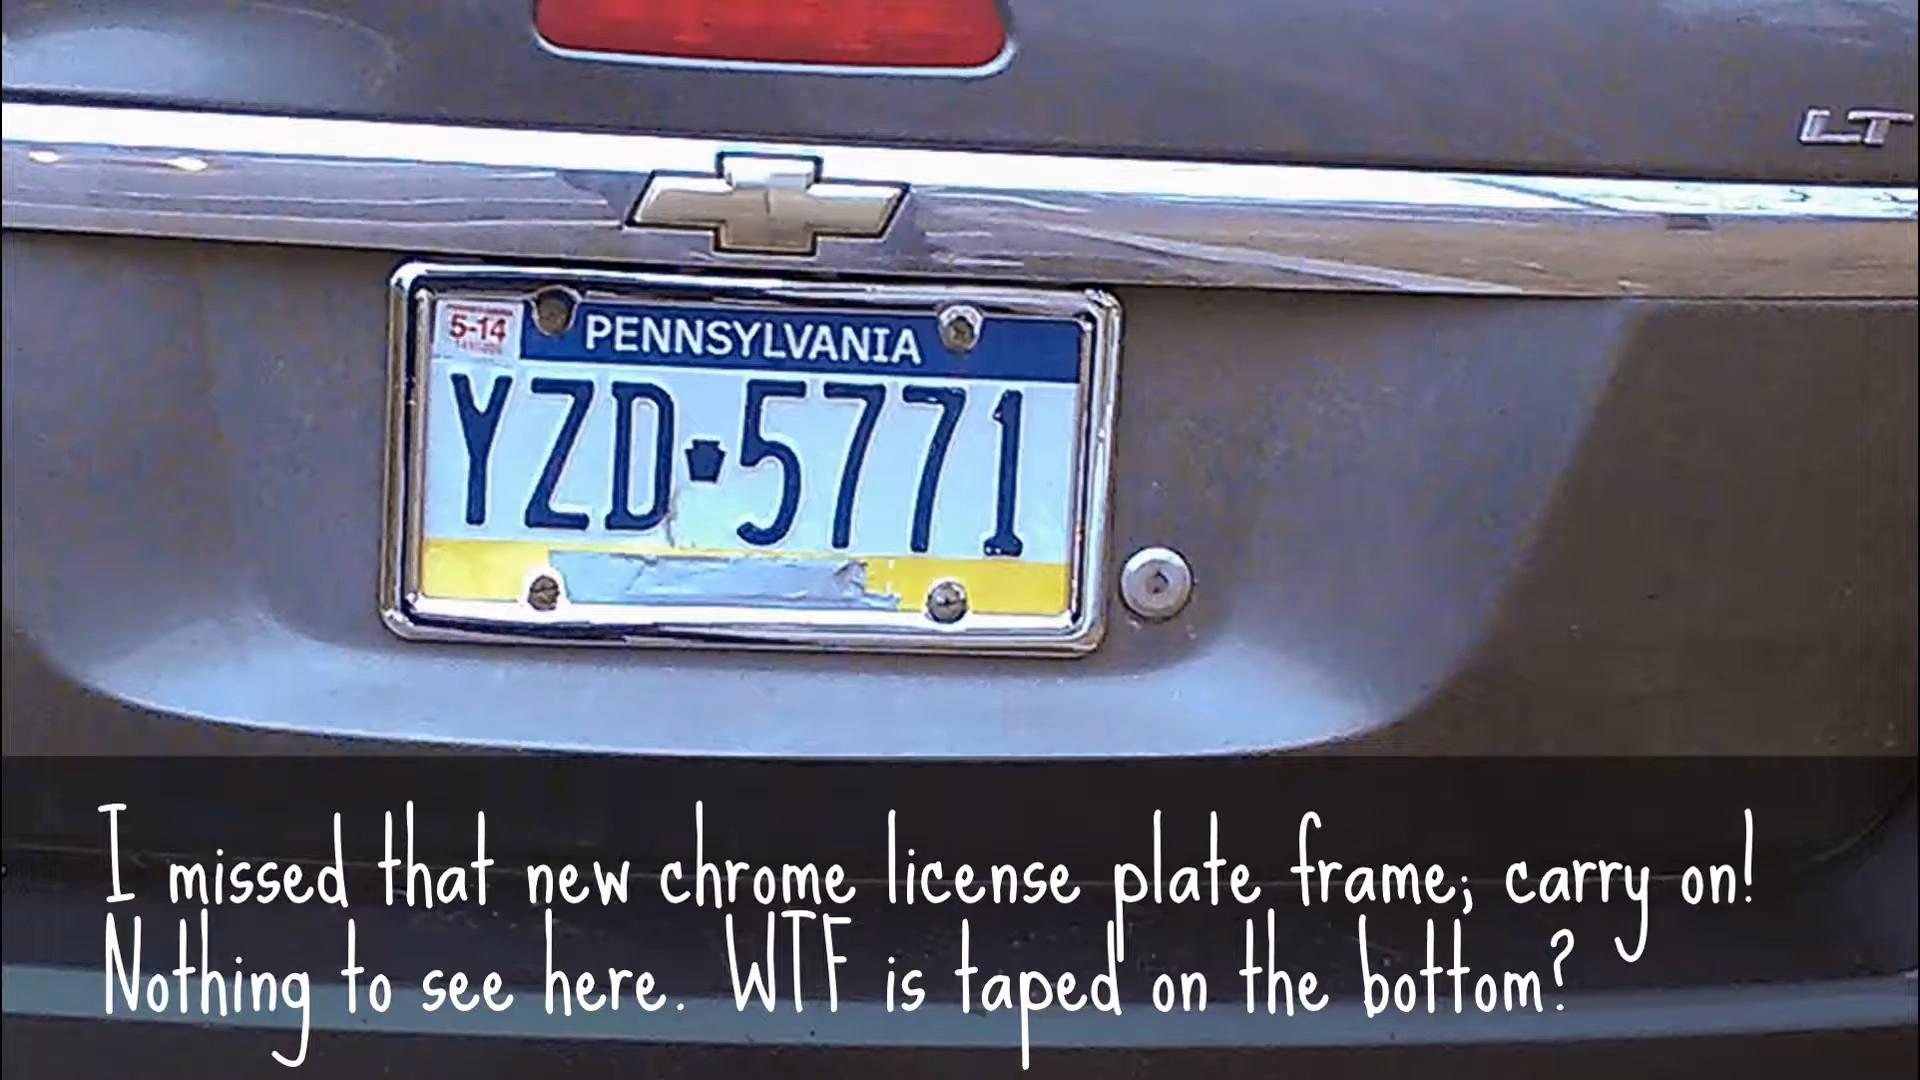 LT
5-14
PENNSYLVANIA
YZD 5771
I missed that new chrome license plate frame; carry on!
Nothing to see here. WTF is taped on the bottom?